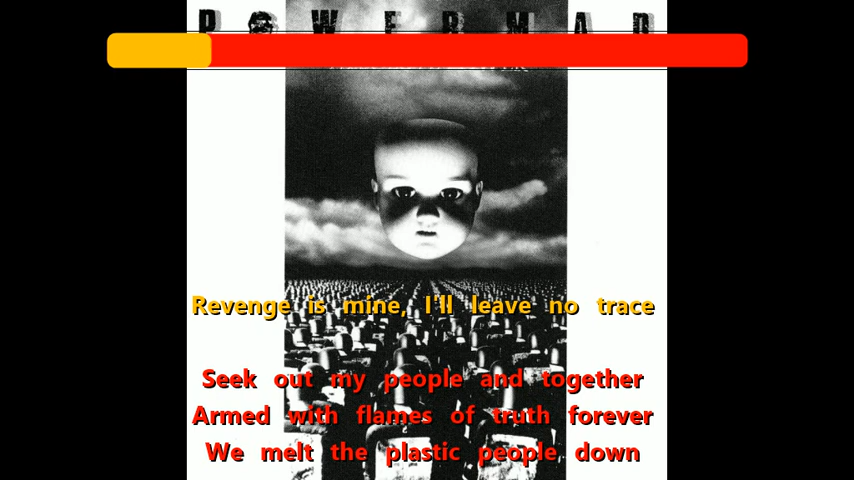 POWERMAD
Revenge is mine, I'll leave no trace
Seek out my people and together
Armed with flames of truth forever
We melt the plastic people down